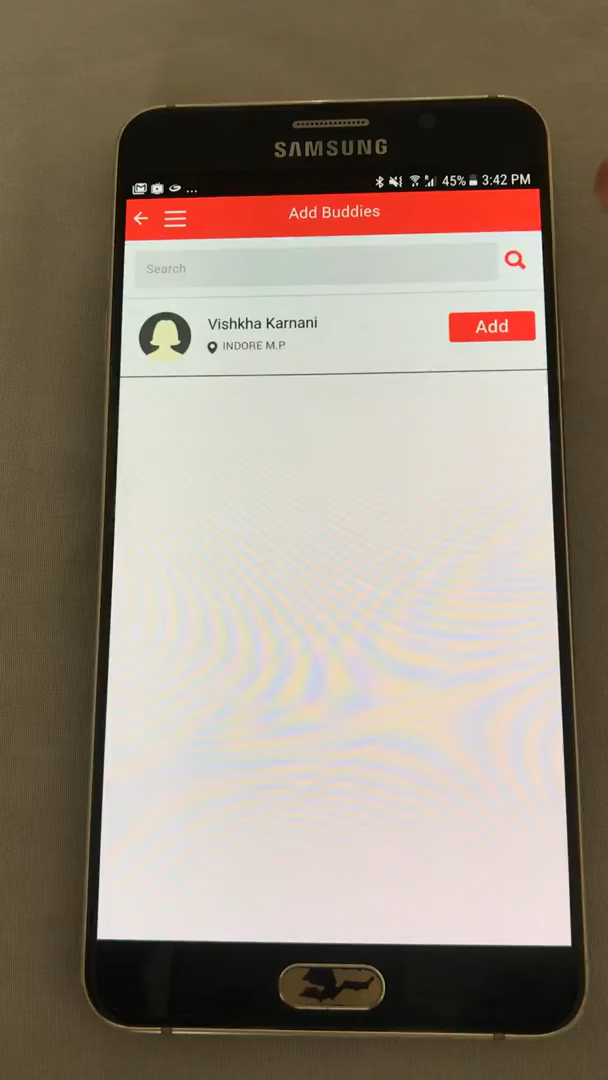 SAMSUNG
... 45% 3:42 PM
Add Buddies
Search
Vishkha Karnani
Add
INDORE M.P.